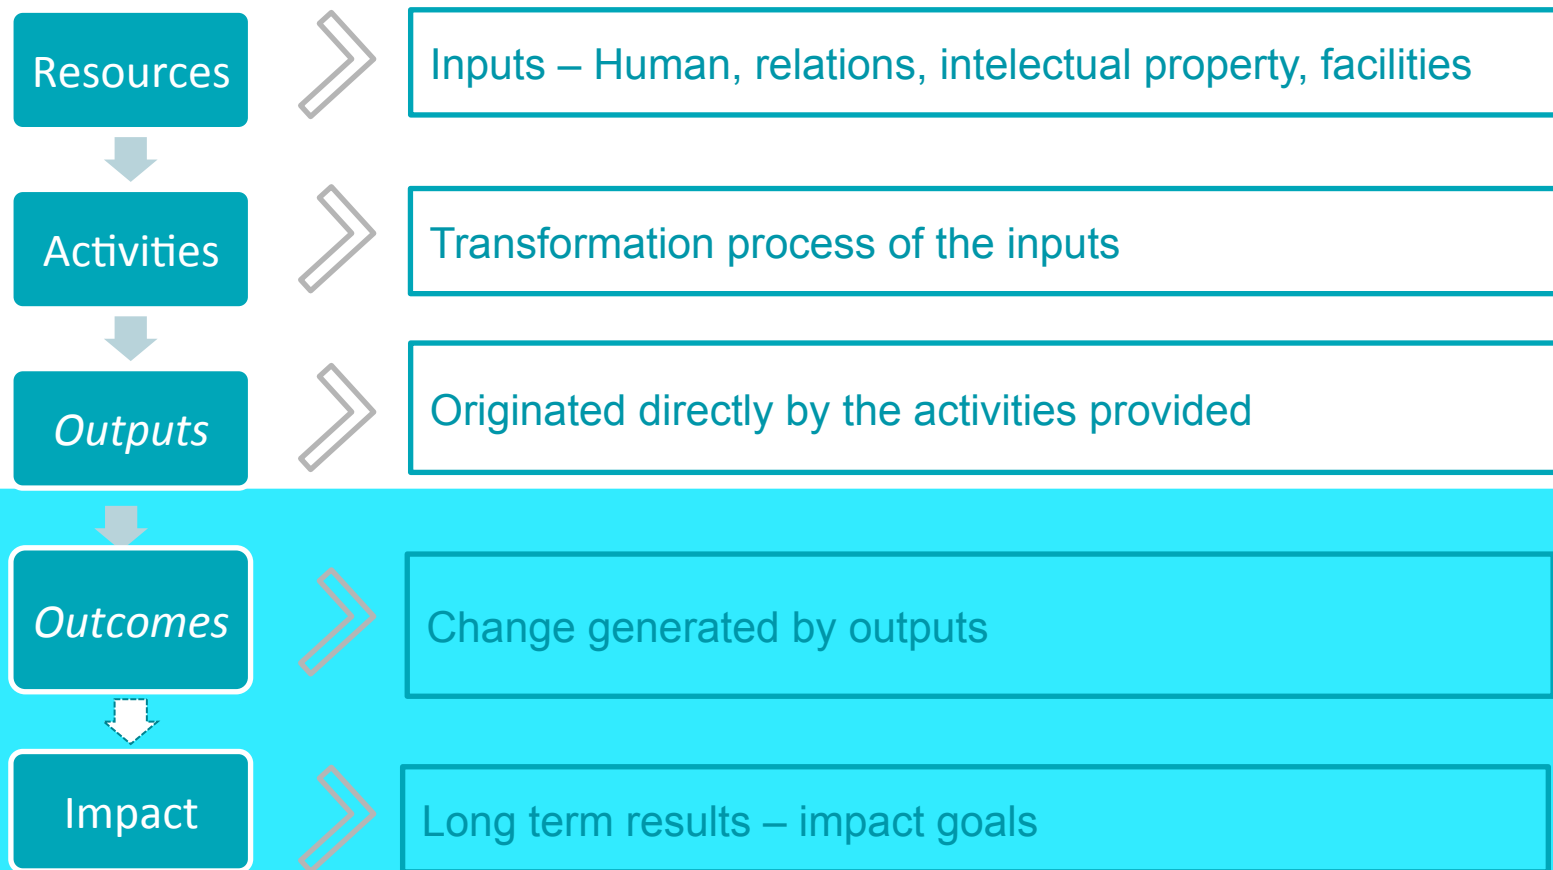 Resources
Inputs – Human, relations, intelectual property, facilities
Activities
Transformation process of the inputs
Outputs
Originated directly by the activities provided
Outcomes
Change generated by outputs
Impact
Long term results – impact goals